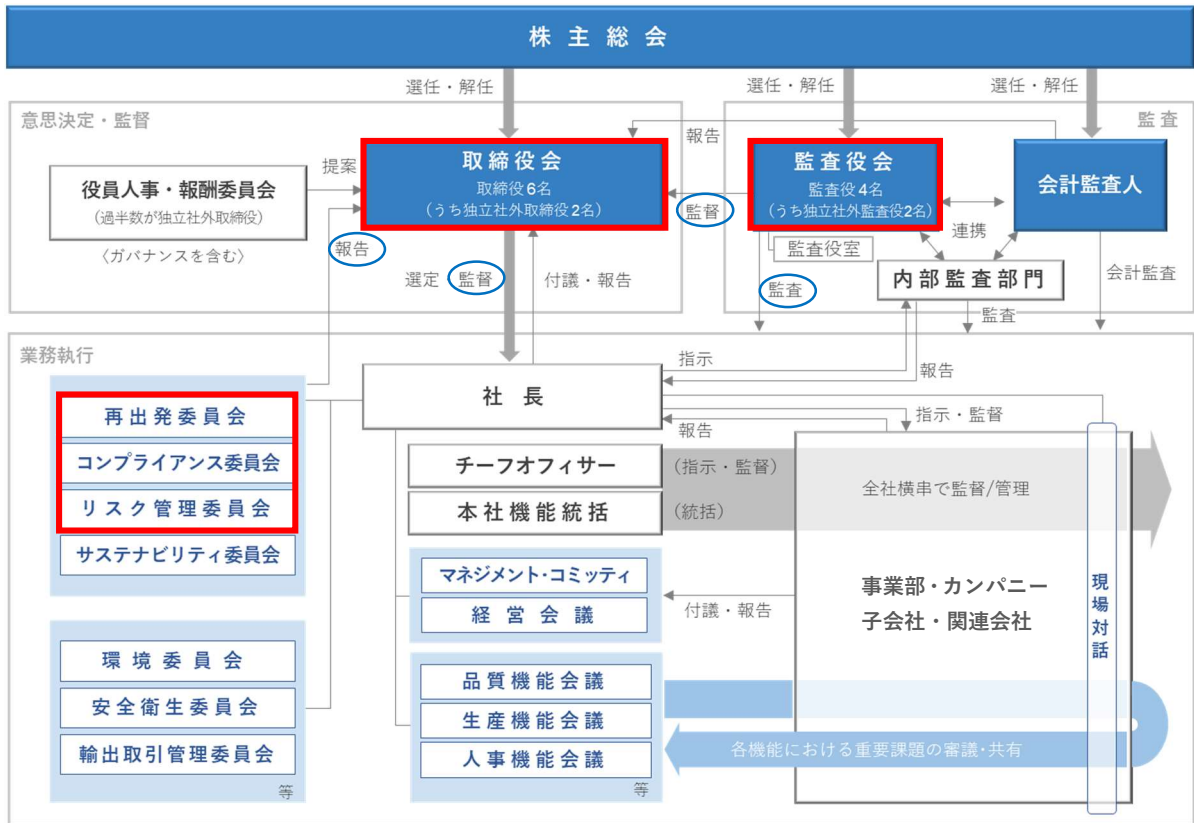 株主総会
選任・解任
選任・解任
選任・解任
意思決定・監督
監査
役員人事・報酬委員会
(過半数が独立社外取締役)
〈ガバナンスを含む〉
提案
取締役会
取締役6名
(うち独立社外取締役2名)
報告
監督
監査役会
監査役4名
(うち独立社外監査役2名)
監査役室
会計監査人
連携
内部監査部門
会計監査
報告
選定
監督
付議・報告
監査
監査
業務執行
指示
報告
社長
指示・監督
報告
再出発委員会
コンプライアンス委員会
リスク管理委員会
サステナビリティ委員会
チーフオフィサー
(指示・監督)
本社機能統括
(統括)
全社横串で監督/管理
マネジメント・コミッティ
経営会議
付議・報告
事業部・カンパニー
子会社・関連会社
現場対話
環境委員会
安全衛生委員会
輸出取引管理委員会
等
品質機能会議
生産機能会議
人事機能会議
等
各機能における重要課題の審議・共有